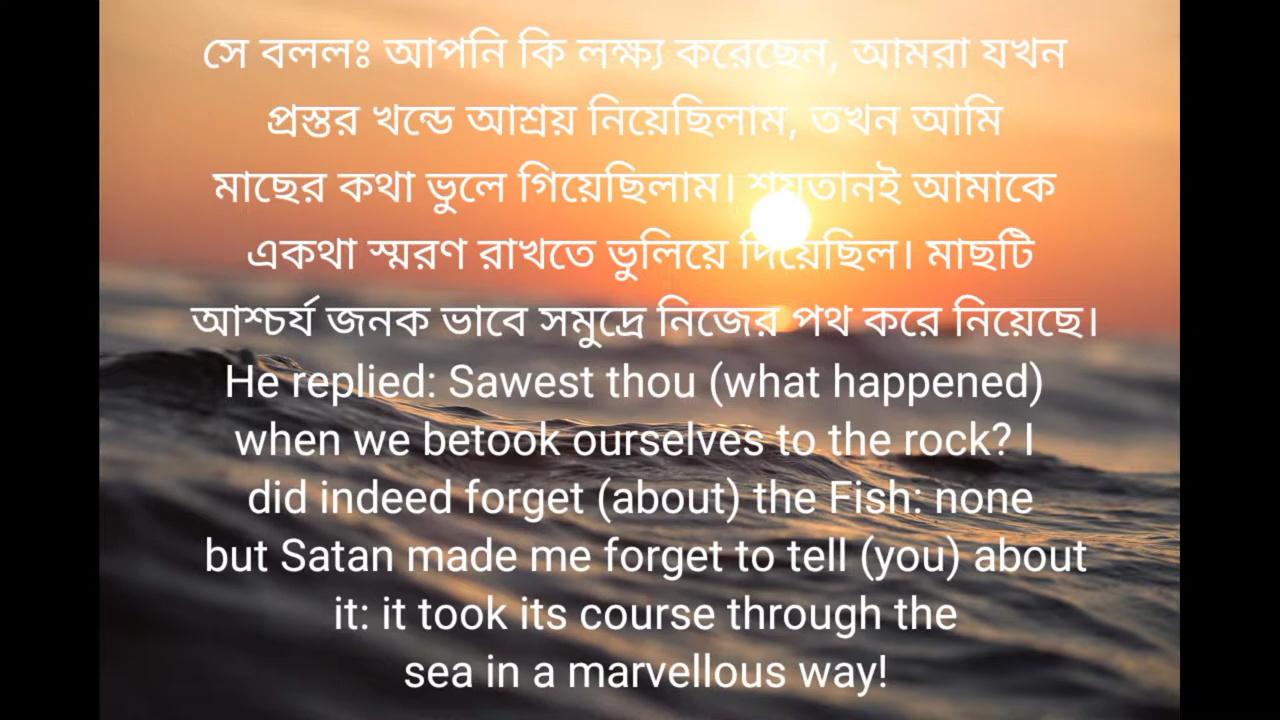 সে বললঃ আপনি কি লক্ষ্য করেছেন, আমরা যখন
প্রস্তর খন্ডে আশ্রয় নিয়েছিলাম, তখন আমি
মাছের কথা ভুলে গিয়েছিলাম। শয়তানই আমাকে
একথা স্মরণ রাখতে ভুলিয়ে দিয়েছিল। মাছটি
আশ্চর্য জনক ভাবে সমুদ্রে নিজের পথ করে নিয়েছে।
He replied: Sawest thou (what happened)
when we betook ourselves to the rock? I
did indeed forget (about) the Fish: none
but Satan made me forget to tell (you) about
it: it took its course through the
sea in a marvellous way!